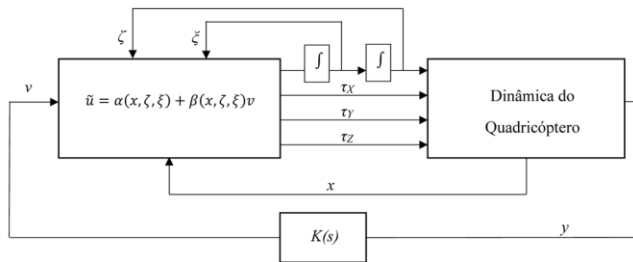 ζ
ξ
∫
∫
v
ũ = α(x, ζ, ξ) + β(x, ζ, ξ)v
τX
τY
τZ
Dinâmica do
Quadricóptero
x
K(s)
y